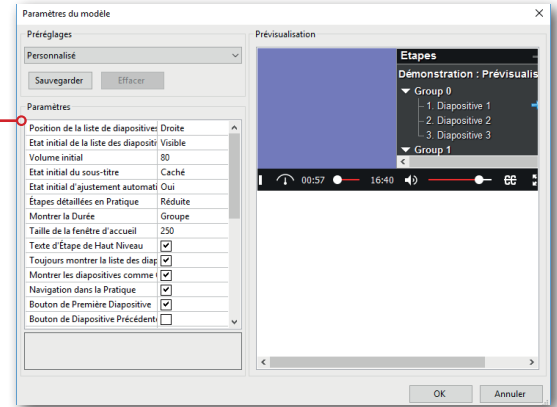 Paramètres du modèle
Préréglages
Personnalisé
Sauvegarder Effacer
Paramètres
Position de la liste de diapositives Droite
Etat initial de la liste des diapositi Visible
Volume initial 80
Etat initial du sous-titre Caché
Etat initial d'ajustement automati Oui
Étapes détaillées en Pratique Réduite
Montrer la Durée Groupe
Taille de la fenêtre d'accueil 250
Texte d'Étape de Haut Niveau
Toujours montrer la liste des diap
Montrer les diapositives comme
Navigation dans la Pratique
Bouton de Première Diapositive
Bouton de Diapositive Précédent
Prévisualisation
Etapes
Démonstration : Prévisualis
Group 0
1. Diapositive 1
2. Diapositive 2
3. Diapositive 3
Group 1
00:57 16:40 CC
OK Annuler